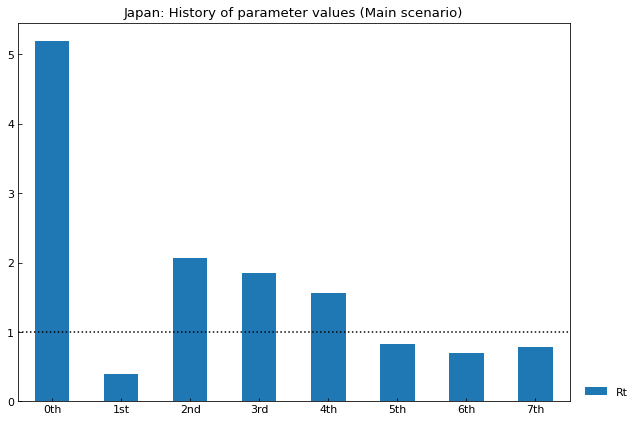 Japan: History of parameter values (Main scenario)
5
4
3
2
1
0
0th 1st 2nd 3rd 4th 5th 6th 7th
Rt